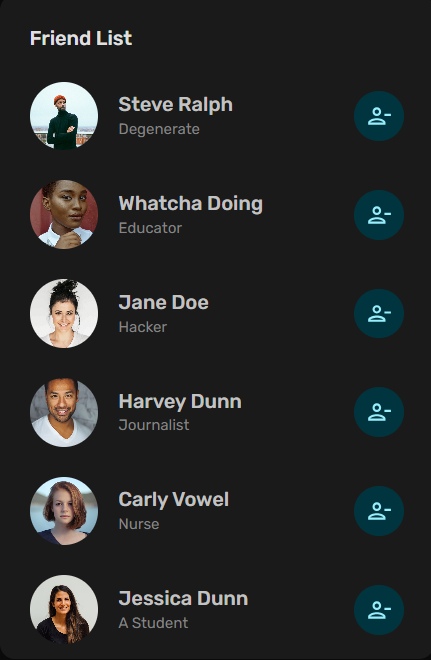 Friend List
Steve Ralph
Degenerate
Whatcha Doing
Educator
Jane Doe
Hacker
Harvey Dunn
Journalist
Carly Vowel
Nurse
Jessica Dunn
A Student